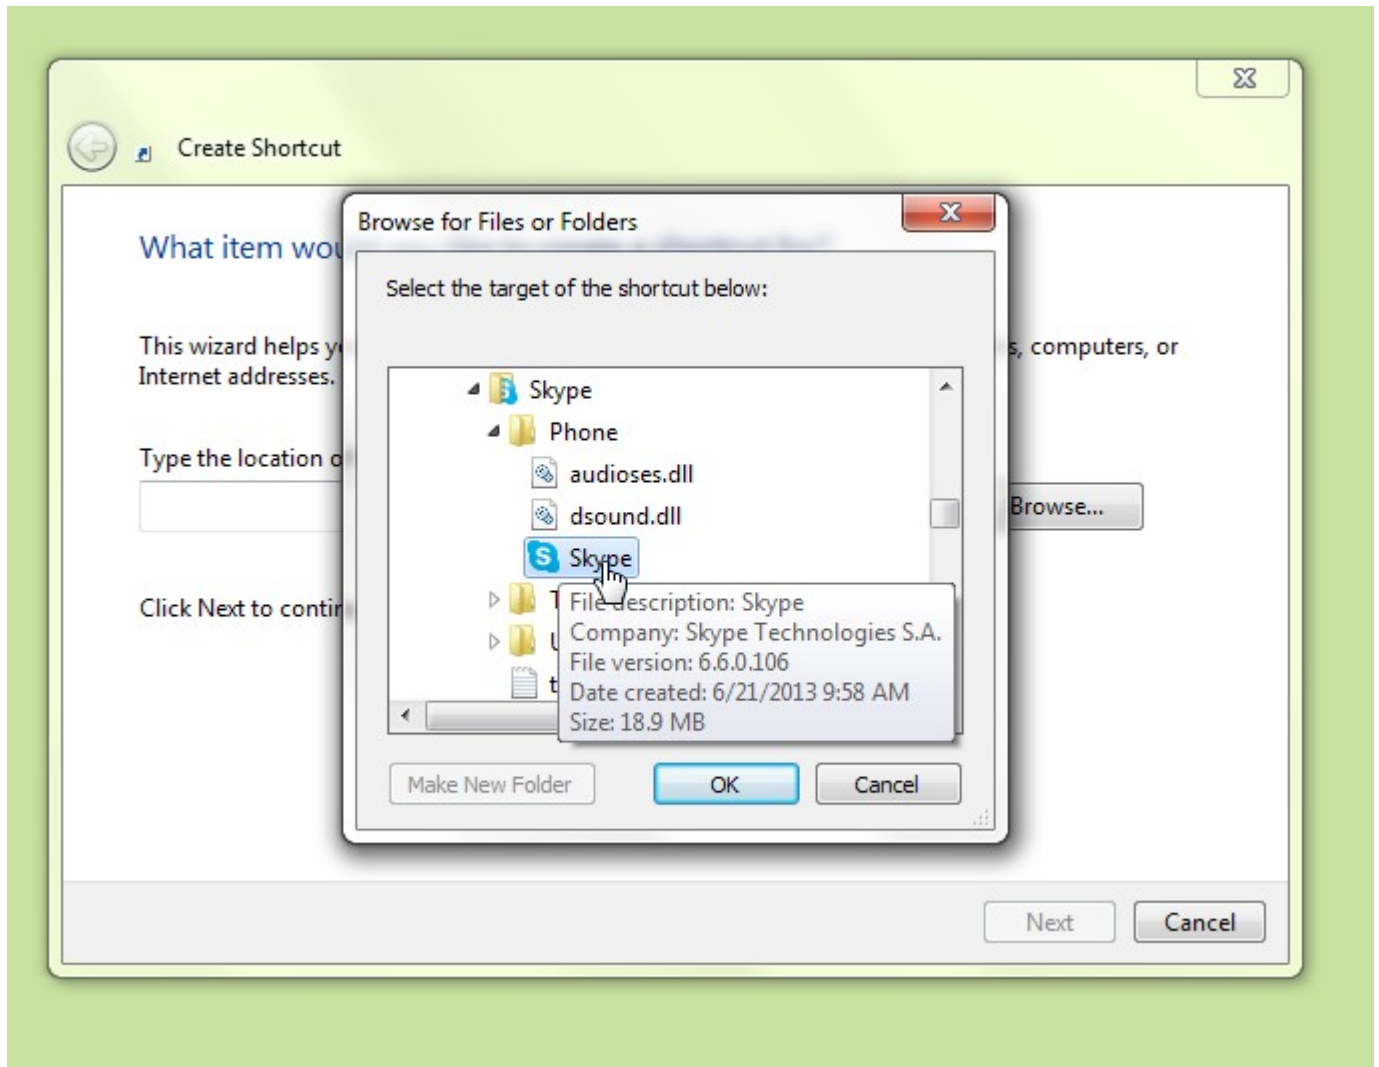 Create Shortcut
Browse for Files or Folders
What item
Select the target of the shortcut below:
This wizard helps
s, computers, or
Internet addresses.
Skype
Phone
Type the location
audioses.dll
dsound.dll
Browse...
Skype
Click Next to
File description: Skype
Company: Skype Technologies S.A.
File version: 6.6.0.106
Date created: 6/21/2013 9:58 AM
Size: 18.9 MB
Make New Folder
OK
Cancel
Next
Cancel